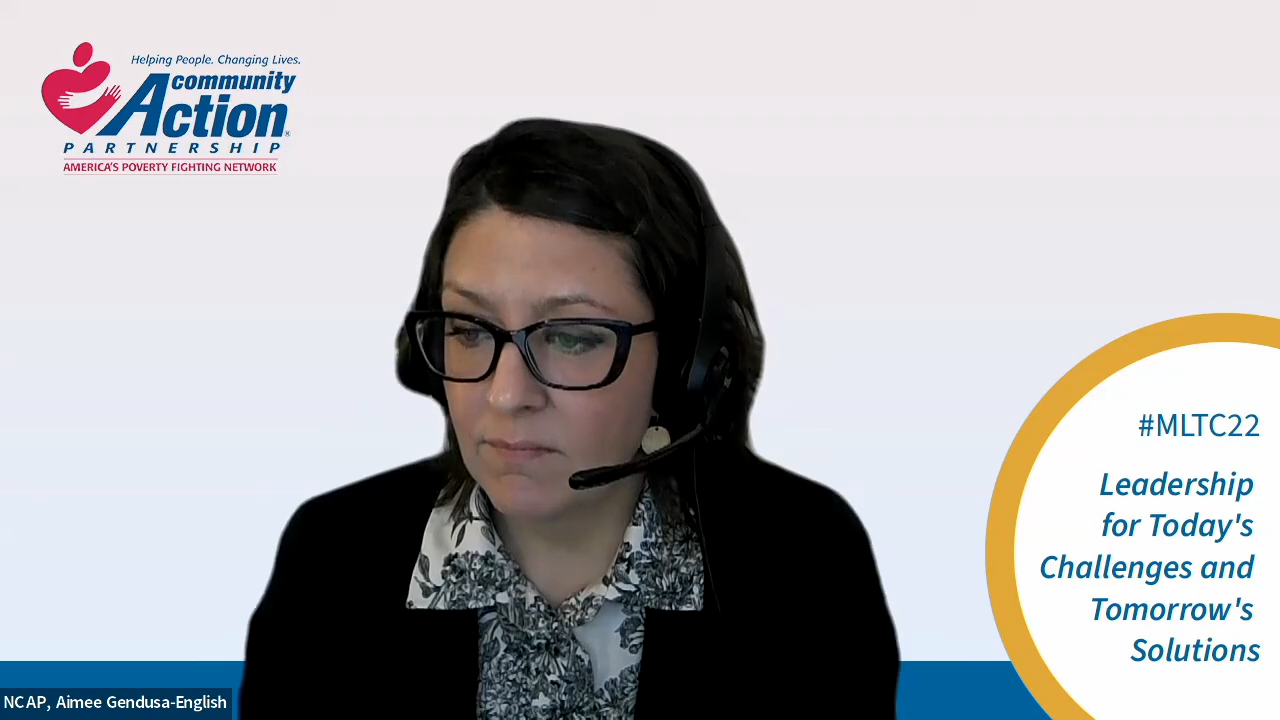 Helping People. Changing Lives.
community
Action
PARTNERSHIP
AMERICA'S POVERTY FIGHTING NETWORK
#MLTC22
Leadership
for Today's
Challenges and
Tomorrow's
Solutions
NCAP, Aimee Gendusa-English